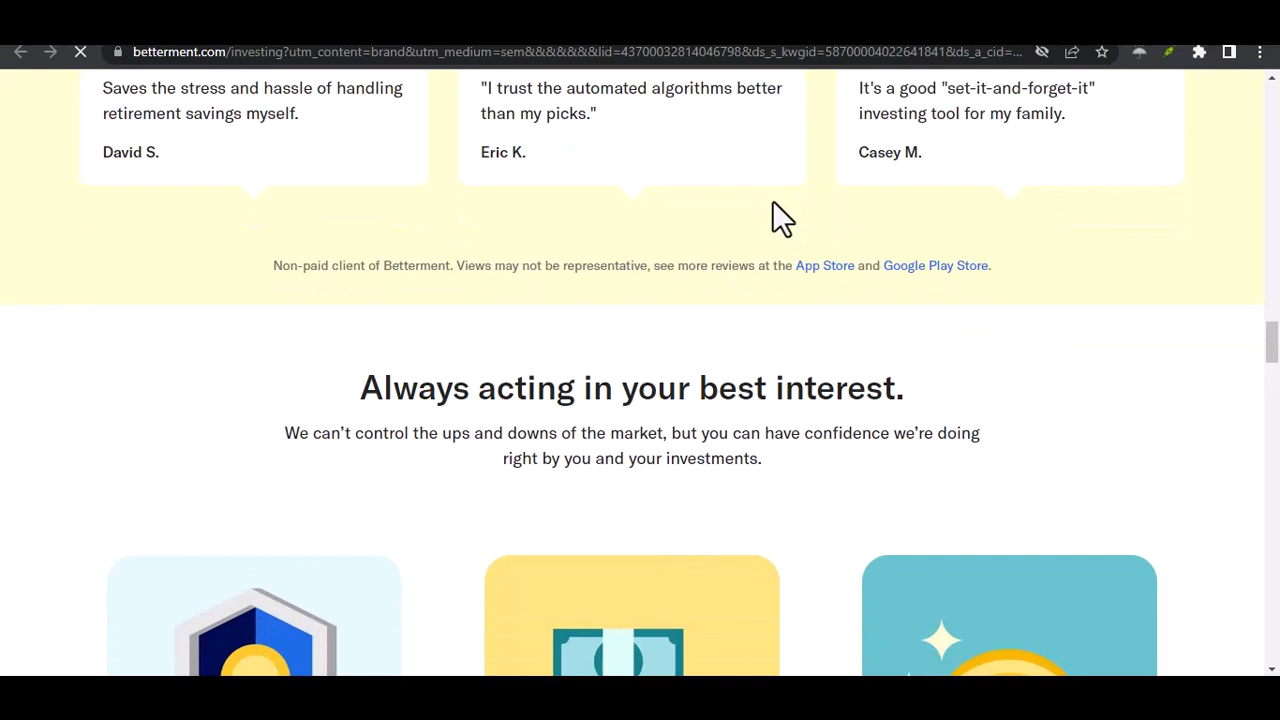 betterment.com/investing?utm_content=brand&utm_medium=sem&&&&&&&lid=43700032814046798&ds_s_kwgid=58700004022641841&ds_a_cid=...
Saves the stress and hassle of handling
retirement savings myself.
David S.
"I trust the automated algorithms better
than my picks."
Eric K.
It's a good "set-it-and-forget-it"
investing tool for my family.
Casey M.
Non-paid client of Betterment. Views may not be representative, see more reviews at the App Store and Google Play Store.
Always acting in your best interest.
We can’t control the ups and downs of the market, but you can have confidence we’re doing
right by you and your investments.